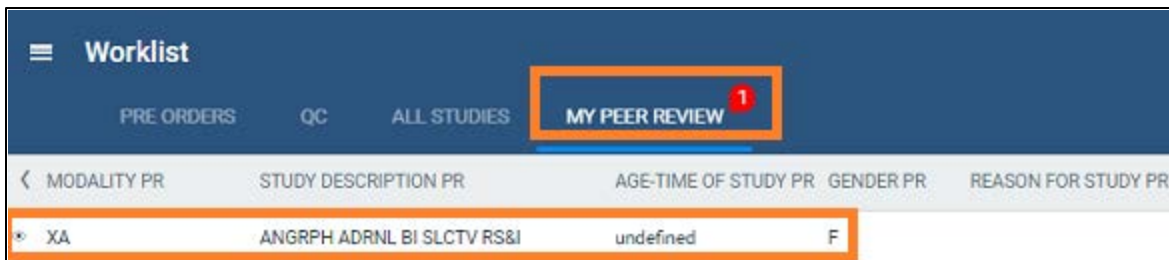 Worklist
PRE ORDERS QC ALL STUDIES MY PEER REVIEW 1
MODALITY PR STUDY DESCRIPTION PR AGE-TIME OF STUDY PR GENDER PR REASON FOR STUDY PR
XA ANGRPH ADRNL BI SLCTV RS&I undefined F